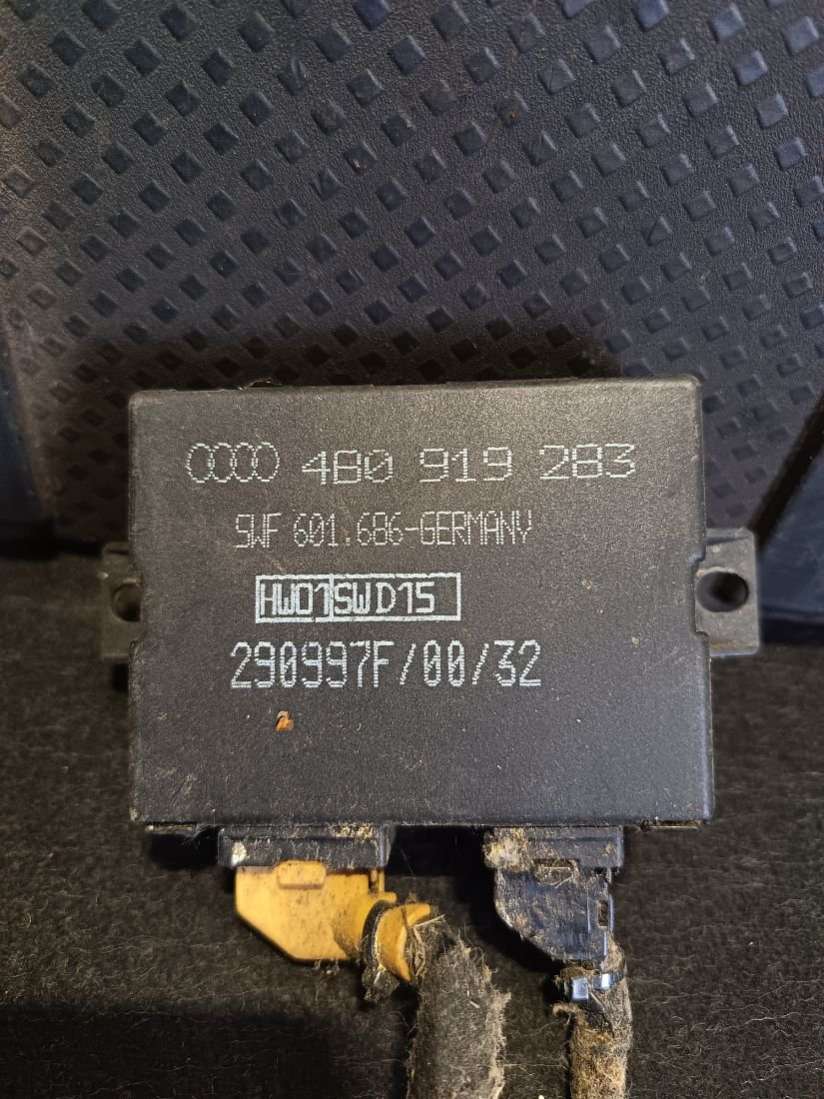 4B0 919 283
SWF 601.686-GERMANY
HW01 SWD15
290997F/00/32